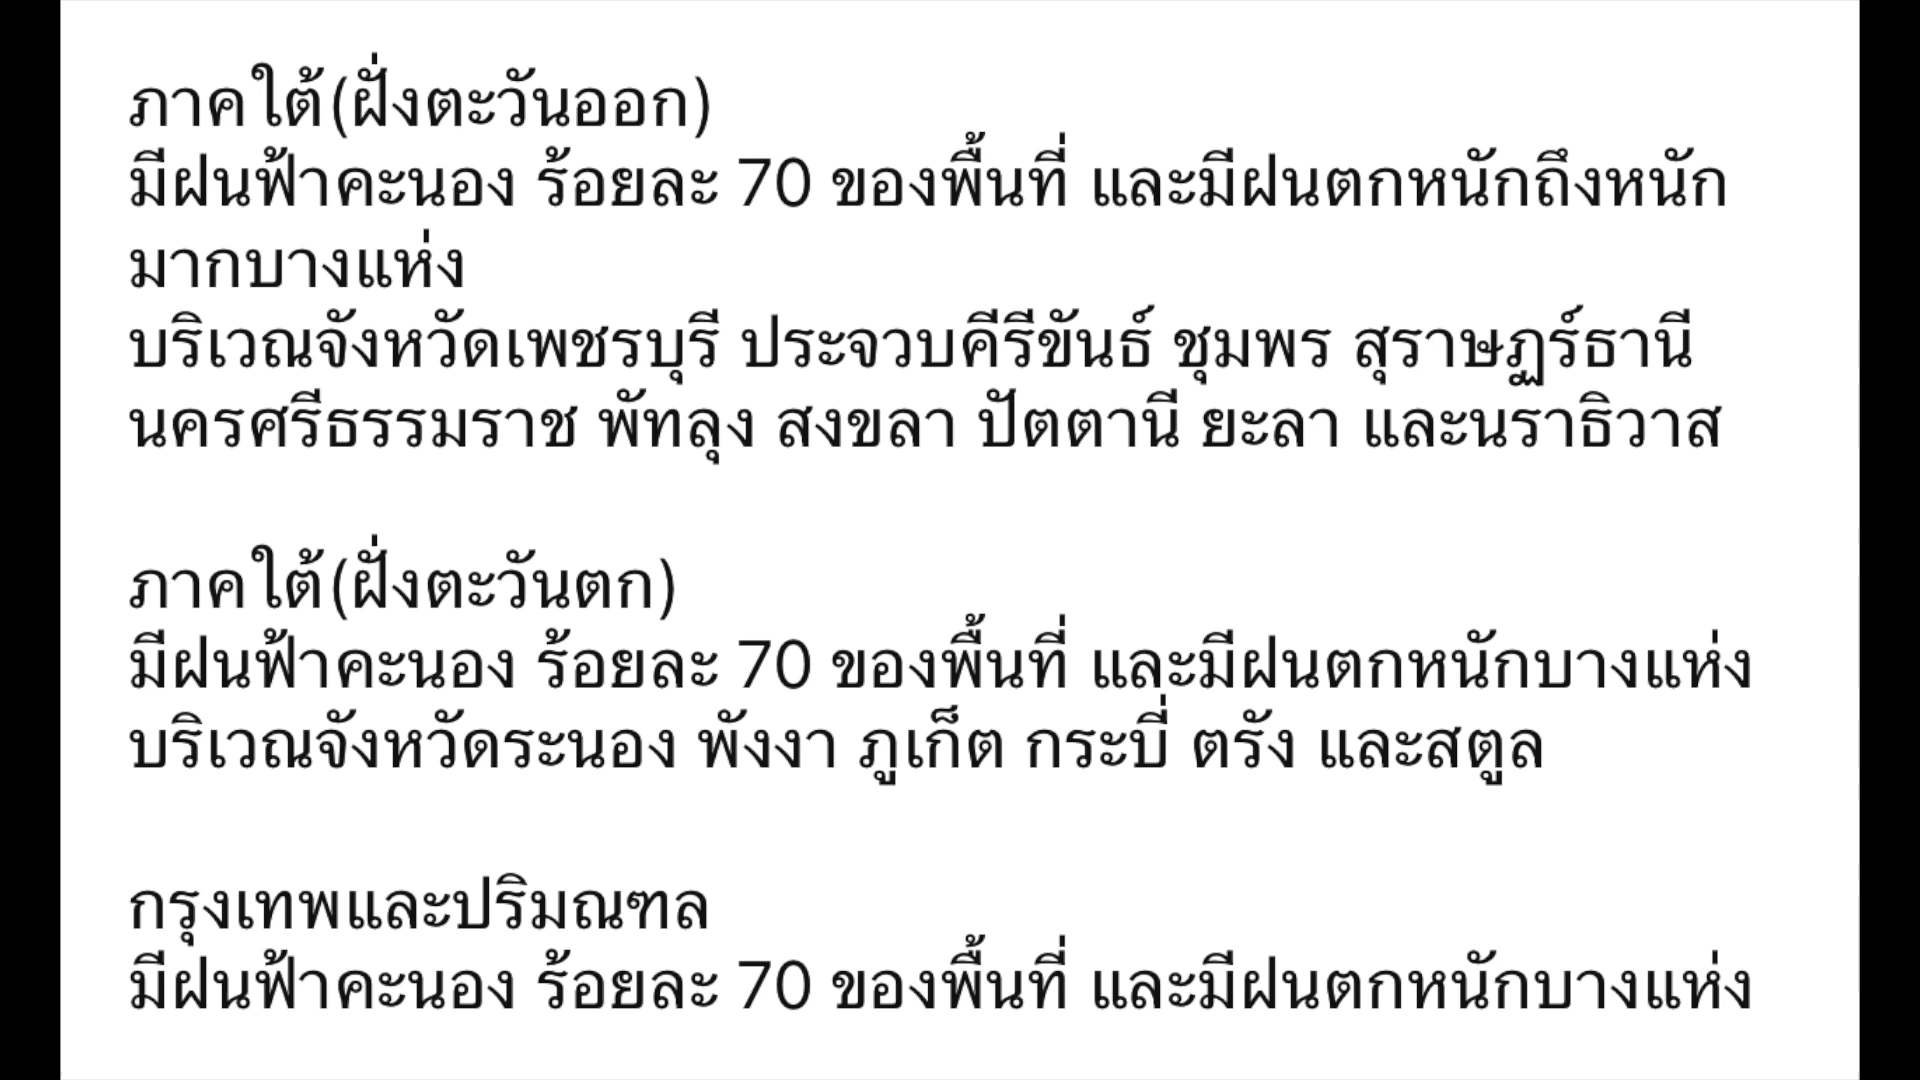 ภาคใต้(ฝั่งตะวันออก)
มีฝนฟ้าคะนอง ร้อยละ 70 ของพื้นที่ และมีฝนตกหนักถึงหนัก
มากบางแห่ง
บริเวณจังหวัดเพชรบุรี ประจวบคีรีขันธ์ ชุมพร สุราษฎร์ธานี
นครศรีธรรมราช พัทลุง สงขลา ปัตตานี ยะลา และนราธิวาส
ภาคใต้(ฝั่งตะวันตก)
มีฝนฟ้าคะนอง ร้อยละ 70 ของพื้นที่ และมีฝนตกหนักบางแห่ง
บริเวณจังหวัดระนอง พังงา ภูเก็ต กระบี่ ตรัง และสตูล
กรุงเทพและปริมณฑล
มีฝนฟ้าคะนอง ร้อยละ 70 ของพื้นที่ และมีฝนตกหนักบางแห่ง